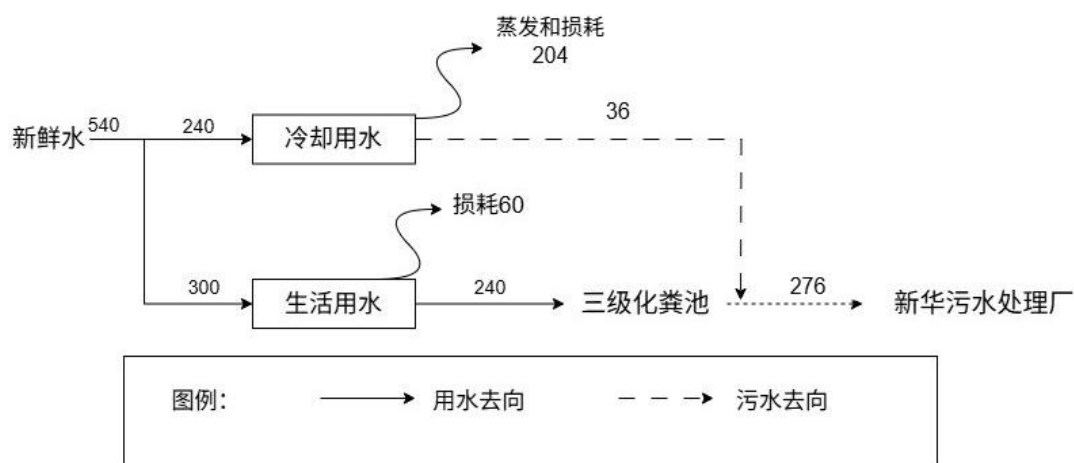 蒸发和损耗
204
新鲜水
540
240
冷却用水
36
损耗60
300
生活用水
240
三级化粪池
276
新华污水处理厂
图例：
用水去向
污水去向